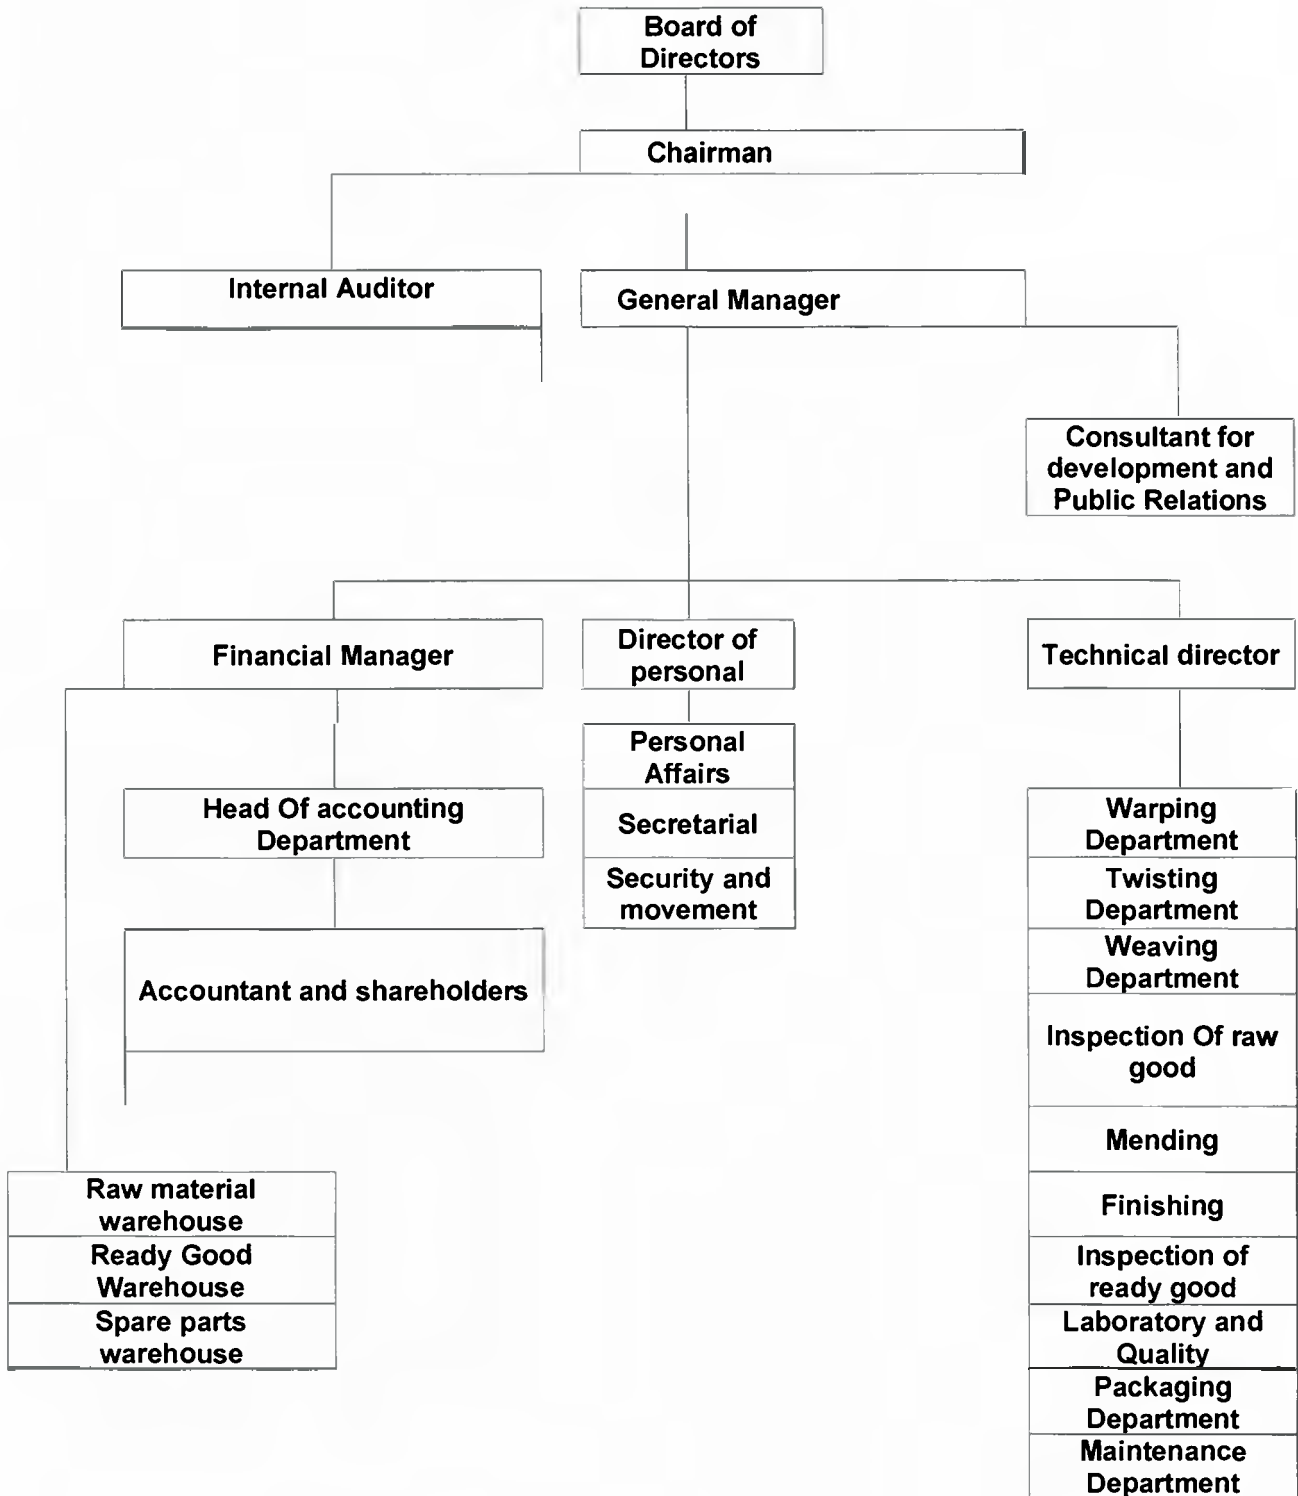 Board of
Directors
Chairman
Internal Auditor
General Manager
Consultant for
development and
Public Relations
Financial Manager
Director of
personal
Technical director
Personal
Affairs
Secretarial
Security and
movement
Head Of accounting
Department
Accountant and shareholders
Raw material
warehouse
Ready Good
Warehouse
Spare parts
warehouse
Warping
Department
Twisting
Department
Weaving
Department
Inspection Of raw
good
Mending
Finishing
Inspection of
ready good
Laboratory and
Quality
Packaging
Department
Maintenance
Department